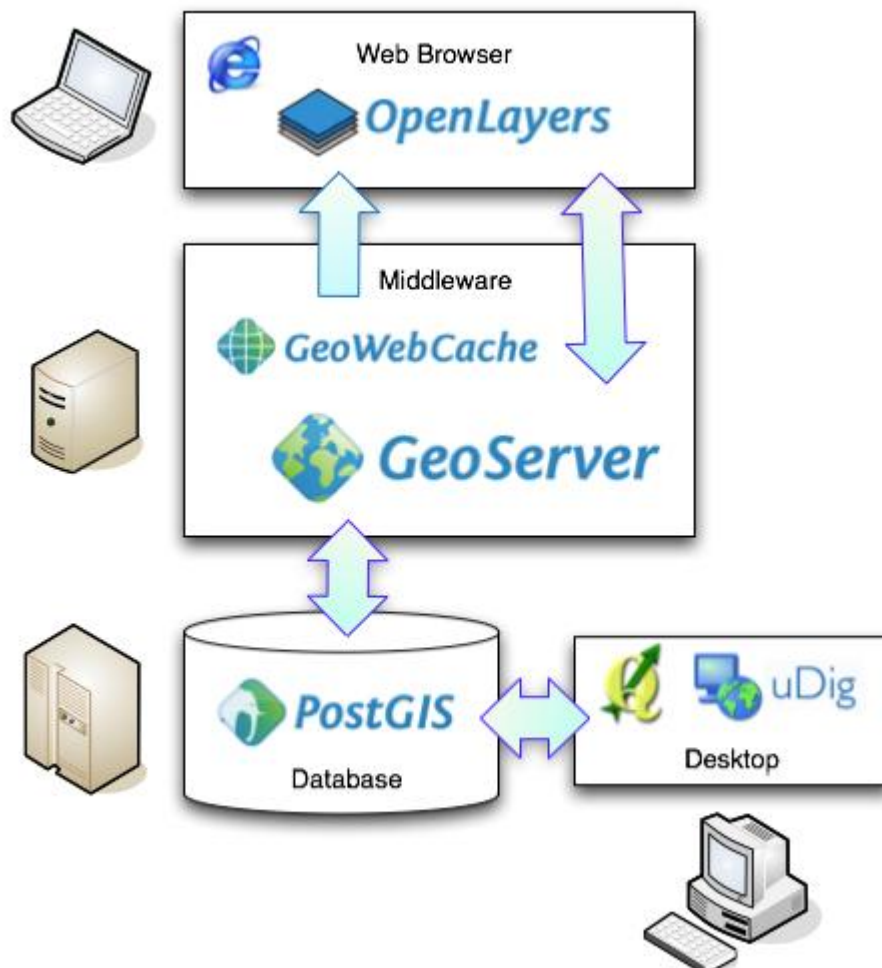 Web Browser
OpenLayers
Middleware
GeoWebCache
GeoServer
PostGIS
Database
uDig
Desktop